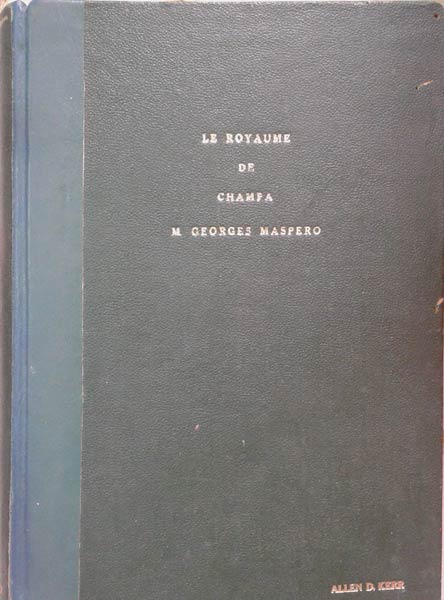 LE ROYAUME
DE
CHAMPA
M. GEORGES MASPERO
ALLEN D. KERR